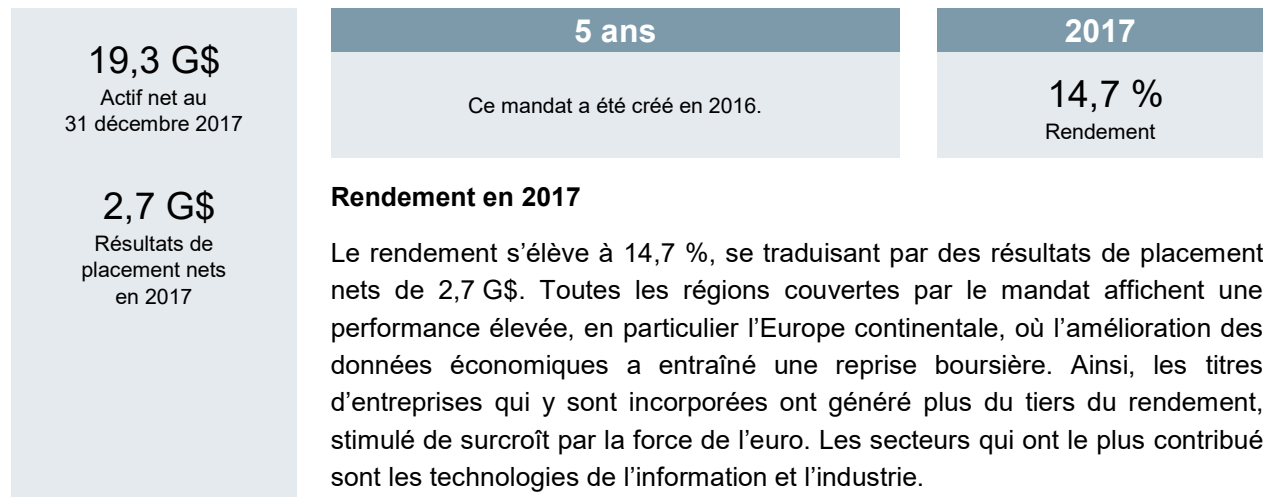 19,3 G$
Actif net au
31 décembre 2017
2,7 G$
Résultats de
placement nets
en 2017
5 ans
Ce mandat a été créé en 2016.
2017
14,7 %
Rendement
Rendement en 2017
Le rendement s’élève à 14,7 %, se traduisant par des résultats de placement
nets de 2,7 G$. Toutes les régions couvertes par le mandat affichent une
performance élevée, en particulier l’Europe continentale, où l’amélioration des
données économiques a entraîné une reprise boursière. Ainsi, les titres
d’entreprises qui y sont incorporées ont généré plus du tiers du rendement,
stimulé de surcroît par la force de l’euro. Les secteurs qui ont le plus contribué
sont les technologies de l’information et l’industrie.